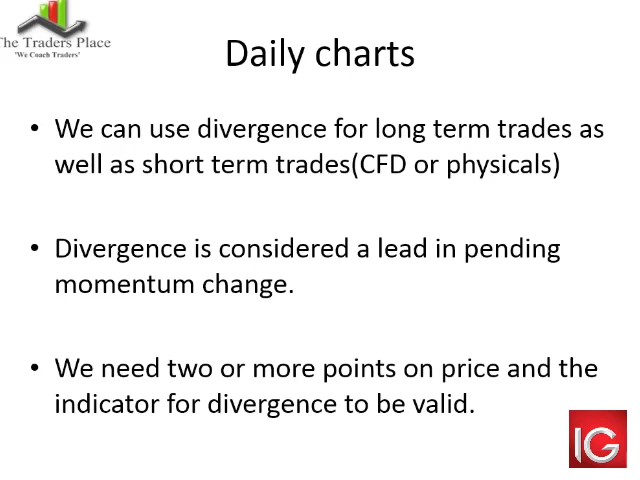 The Traders Place
'We Coach Traders'
Daily charts
• We can use divergence for long term trades as
well as short term trades(CFD or physicals)
• Divergence is considered a lead in pending
momentum change.
• We need two or more points on price and the
indicator for divergence to be valid.
IG